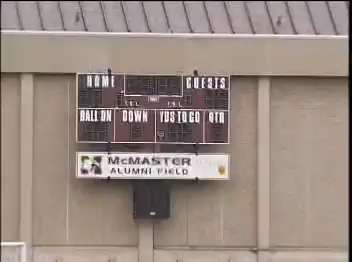 HOME GUESTS
T.O.L. T.O.L.
BALL ON DOWN YDS TO GO QTR
MCMASTER
ALUMNI FIELD